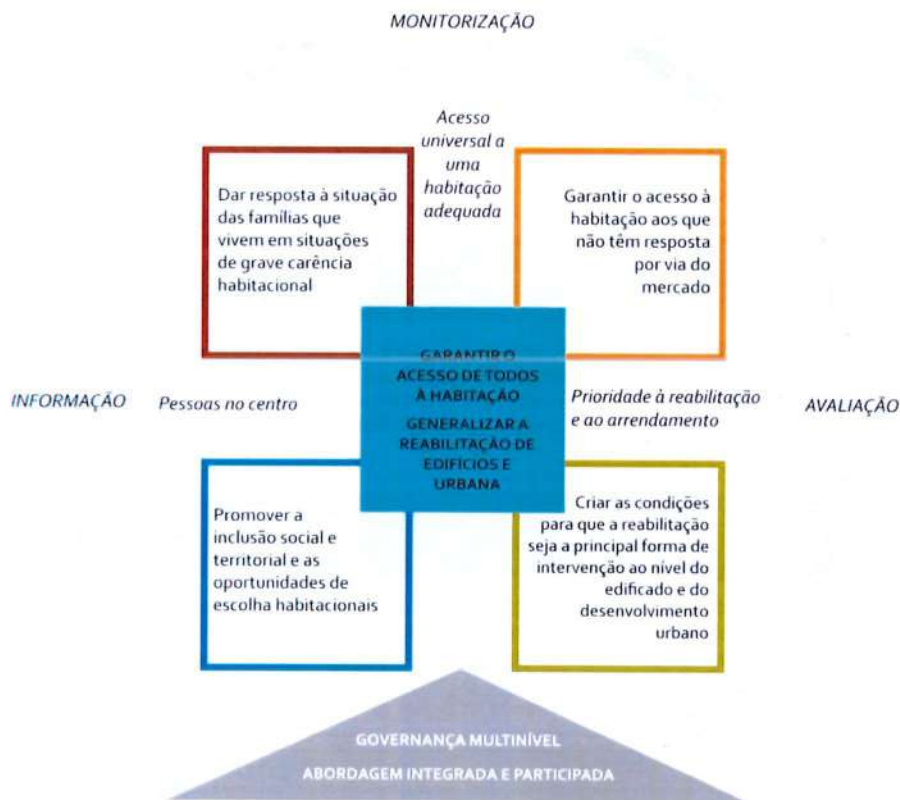 MONITORIZAÇÃO
Acesso
universal a
uma
habitação
adequada
Dar resposta à situação
das famílias que
vivem em situações
de grave carência
habitacional
Garantir o acesso à
habitação aos que
não têm resposta
por via do
mercado
GARANTIR O
ACESSO DE TODOS
À HABITAÇÃO
GENERALIZAR A
REABILITAÇÃO DE
EDIFÍCIOS E
URBANA
INFORMAÇÃO
Pessoas no centro
Prioridade à reabilitação
e ao arrendamento
AVALIAÇÃO
Promover a
inclusão social e
territorial e as
oportunidades de
escolha habitacionais
Criar as condições
para que a reabilitação
seja a principal forma de
intervenção ao nível do
edificado e do
desenvolvimento
urbano
GOVERNANÇA MULTINÍVEL
ABORDAGEM INTEGRADA E PARTICIPADA